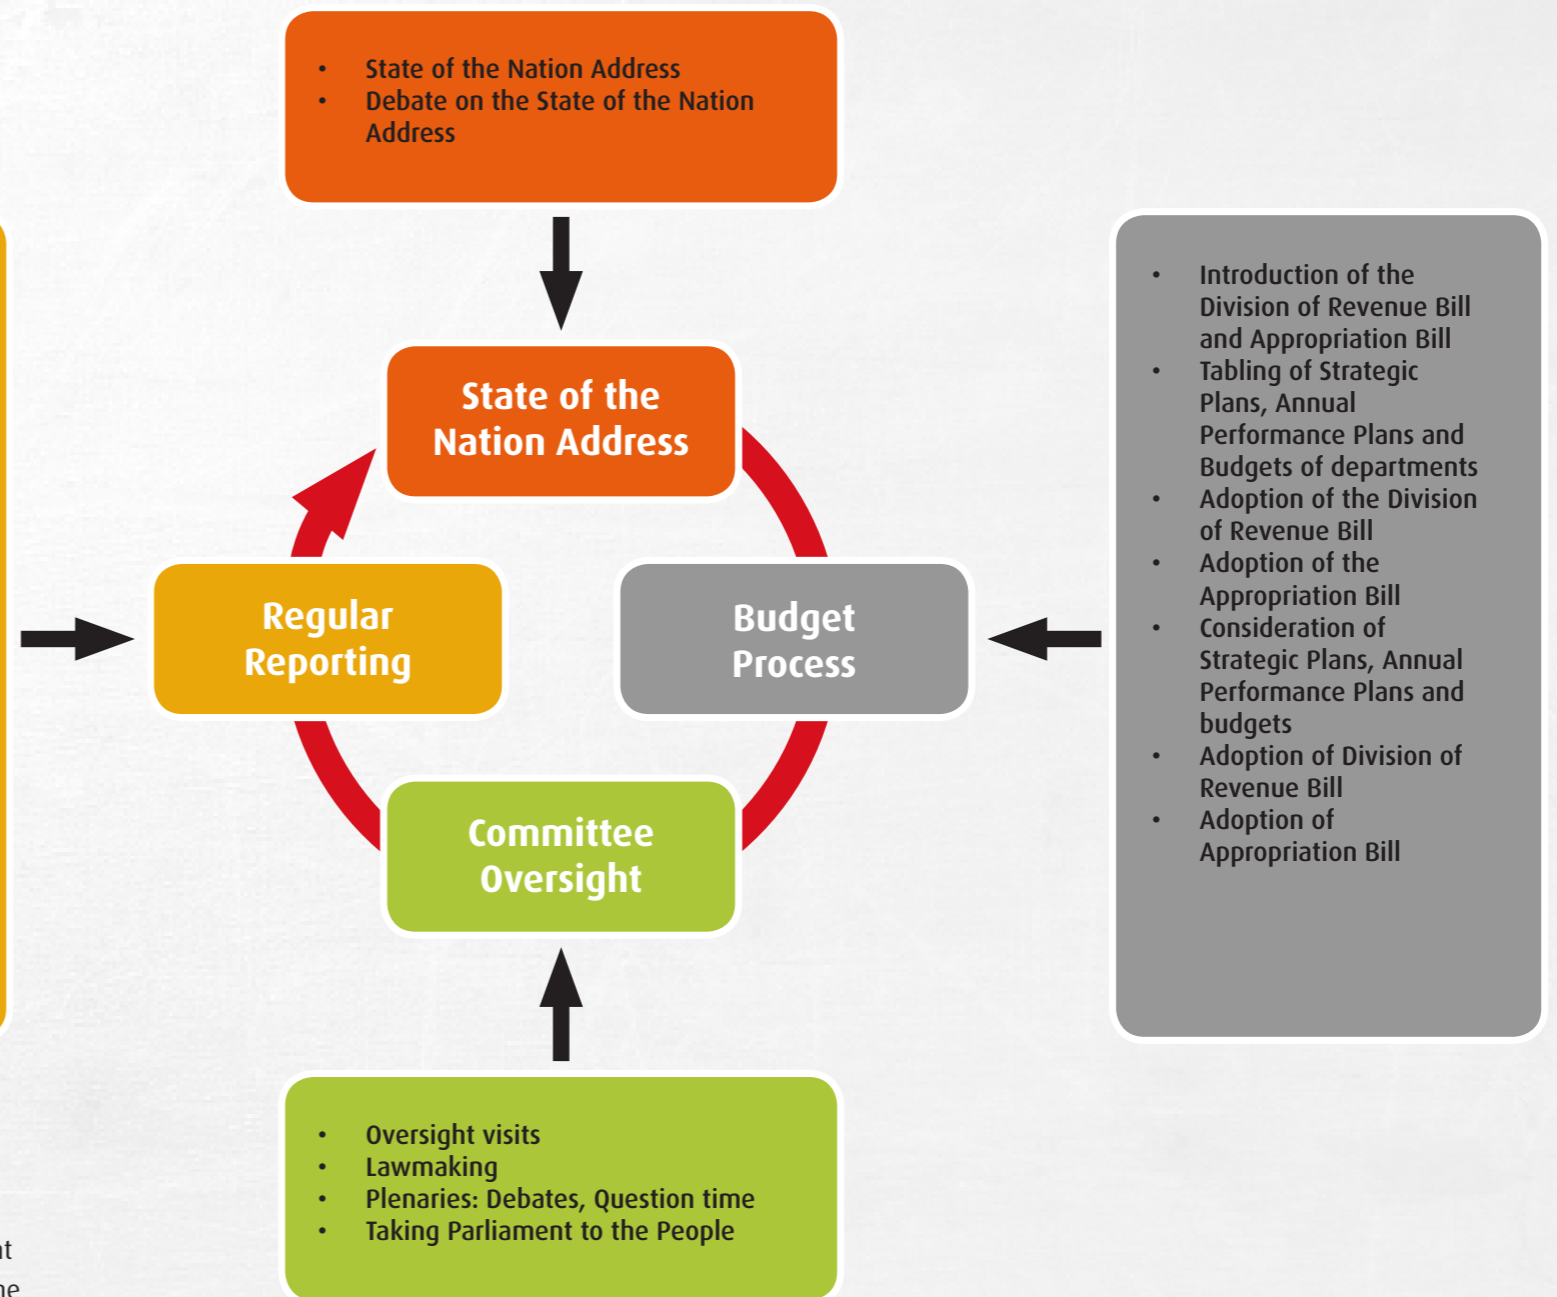 • State of the Nation Address
• Debate on the State of the Nation
Address
State of the
Nation Address
Regular
Reporting
Budget
Process
Committee
Oversight
• Introduction of the
Division of Revenue Bill
and Appropriation Bill
• Tabling of Strategic
Plans, Annual
Performance Plans and
Budgets of departments
• Adoption of the Division
of Revenue Bill
• Adoption of the
Appropriation Bill
• Consideration of
Strategic Plans, Annual
Performance Plans and
budgets
• Adoption of Division of
Revenue Bill
• Adoption of
Appropriation Bill
• Oversight visits
• Lawmaking
• Plenaries: Debates, Question time
• Taking Parliament to the People